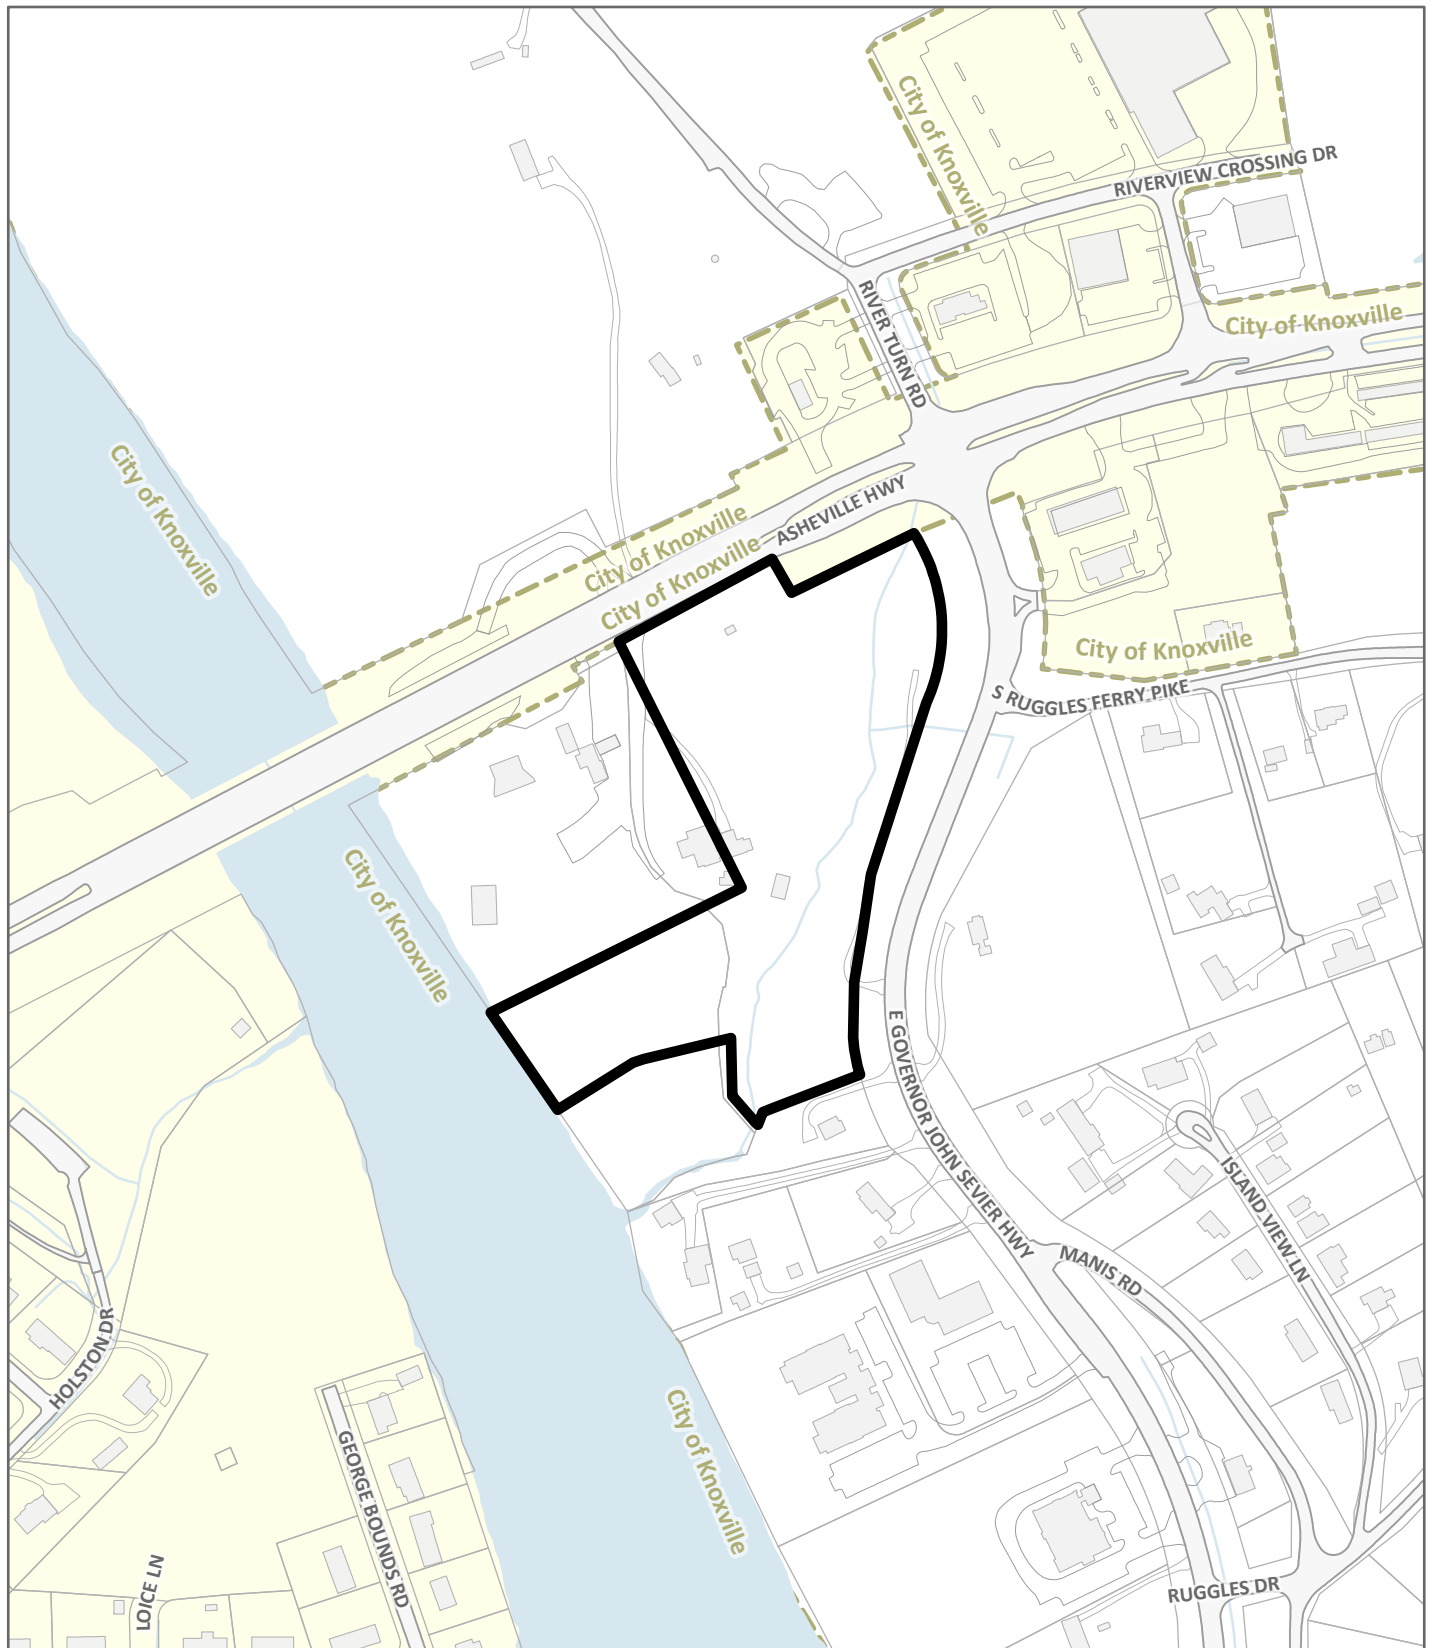 City of Knoxville
RIVERVIEW CROSSING DR
RIVER TURN RD
City of Knoxville
City of Knoxville
ASHEVILLE HWY
City of Knoxville
City of Knoxville
City of Knoxville
S RUGGLES FERRY PIKE
City of Knoxville
E GOVERNOR JOHN SEVIER HWY
ISLAND VIEW LN
MANIS RD
HOLSTON DR
City of Knoxville
GEORGE BOUNDS RD
LOICE LN
RUGGLES DR